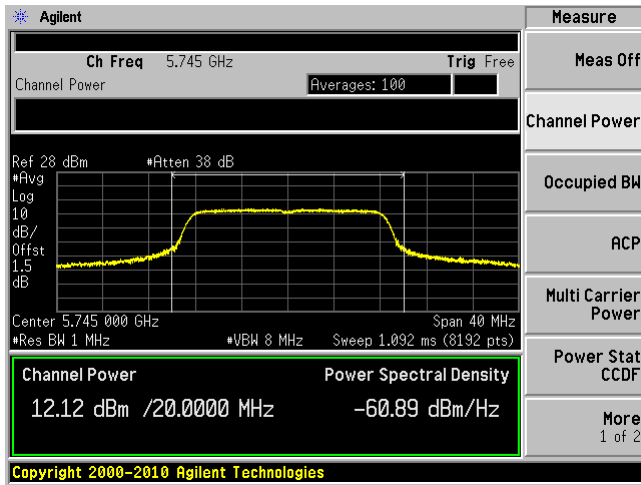 Agilent
Measure
Ch Freq 5.745 GHz Trig Free
Channel Power Averages: 100
Meas Off
Channel Power
Occupied BW
ACP
Multi Carrier
Power
Power Stat
CCDF
More
1 of 2
Ref 28 dBm #Atten 38 dB
#Avg
Log
10
dB/
Offst
1.5
dB
Center 5.745 000 GHz Span 40 MHz
#Res BW 1 MHz #VBW 8 MHz Sweep 1.092 ms (8192 pts)
Channel Power Power Spectral Density
12.12 dBm /20.0000 MHz -60.89 dBm/Hz
Copyright 2000-2010 Agilent Technologies